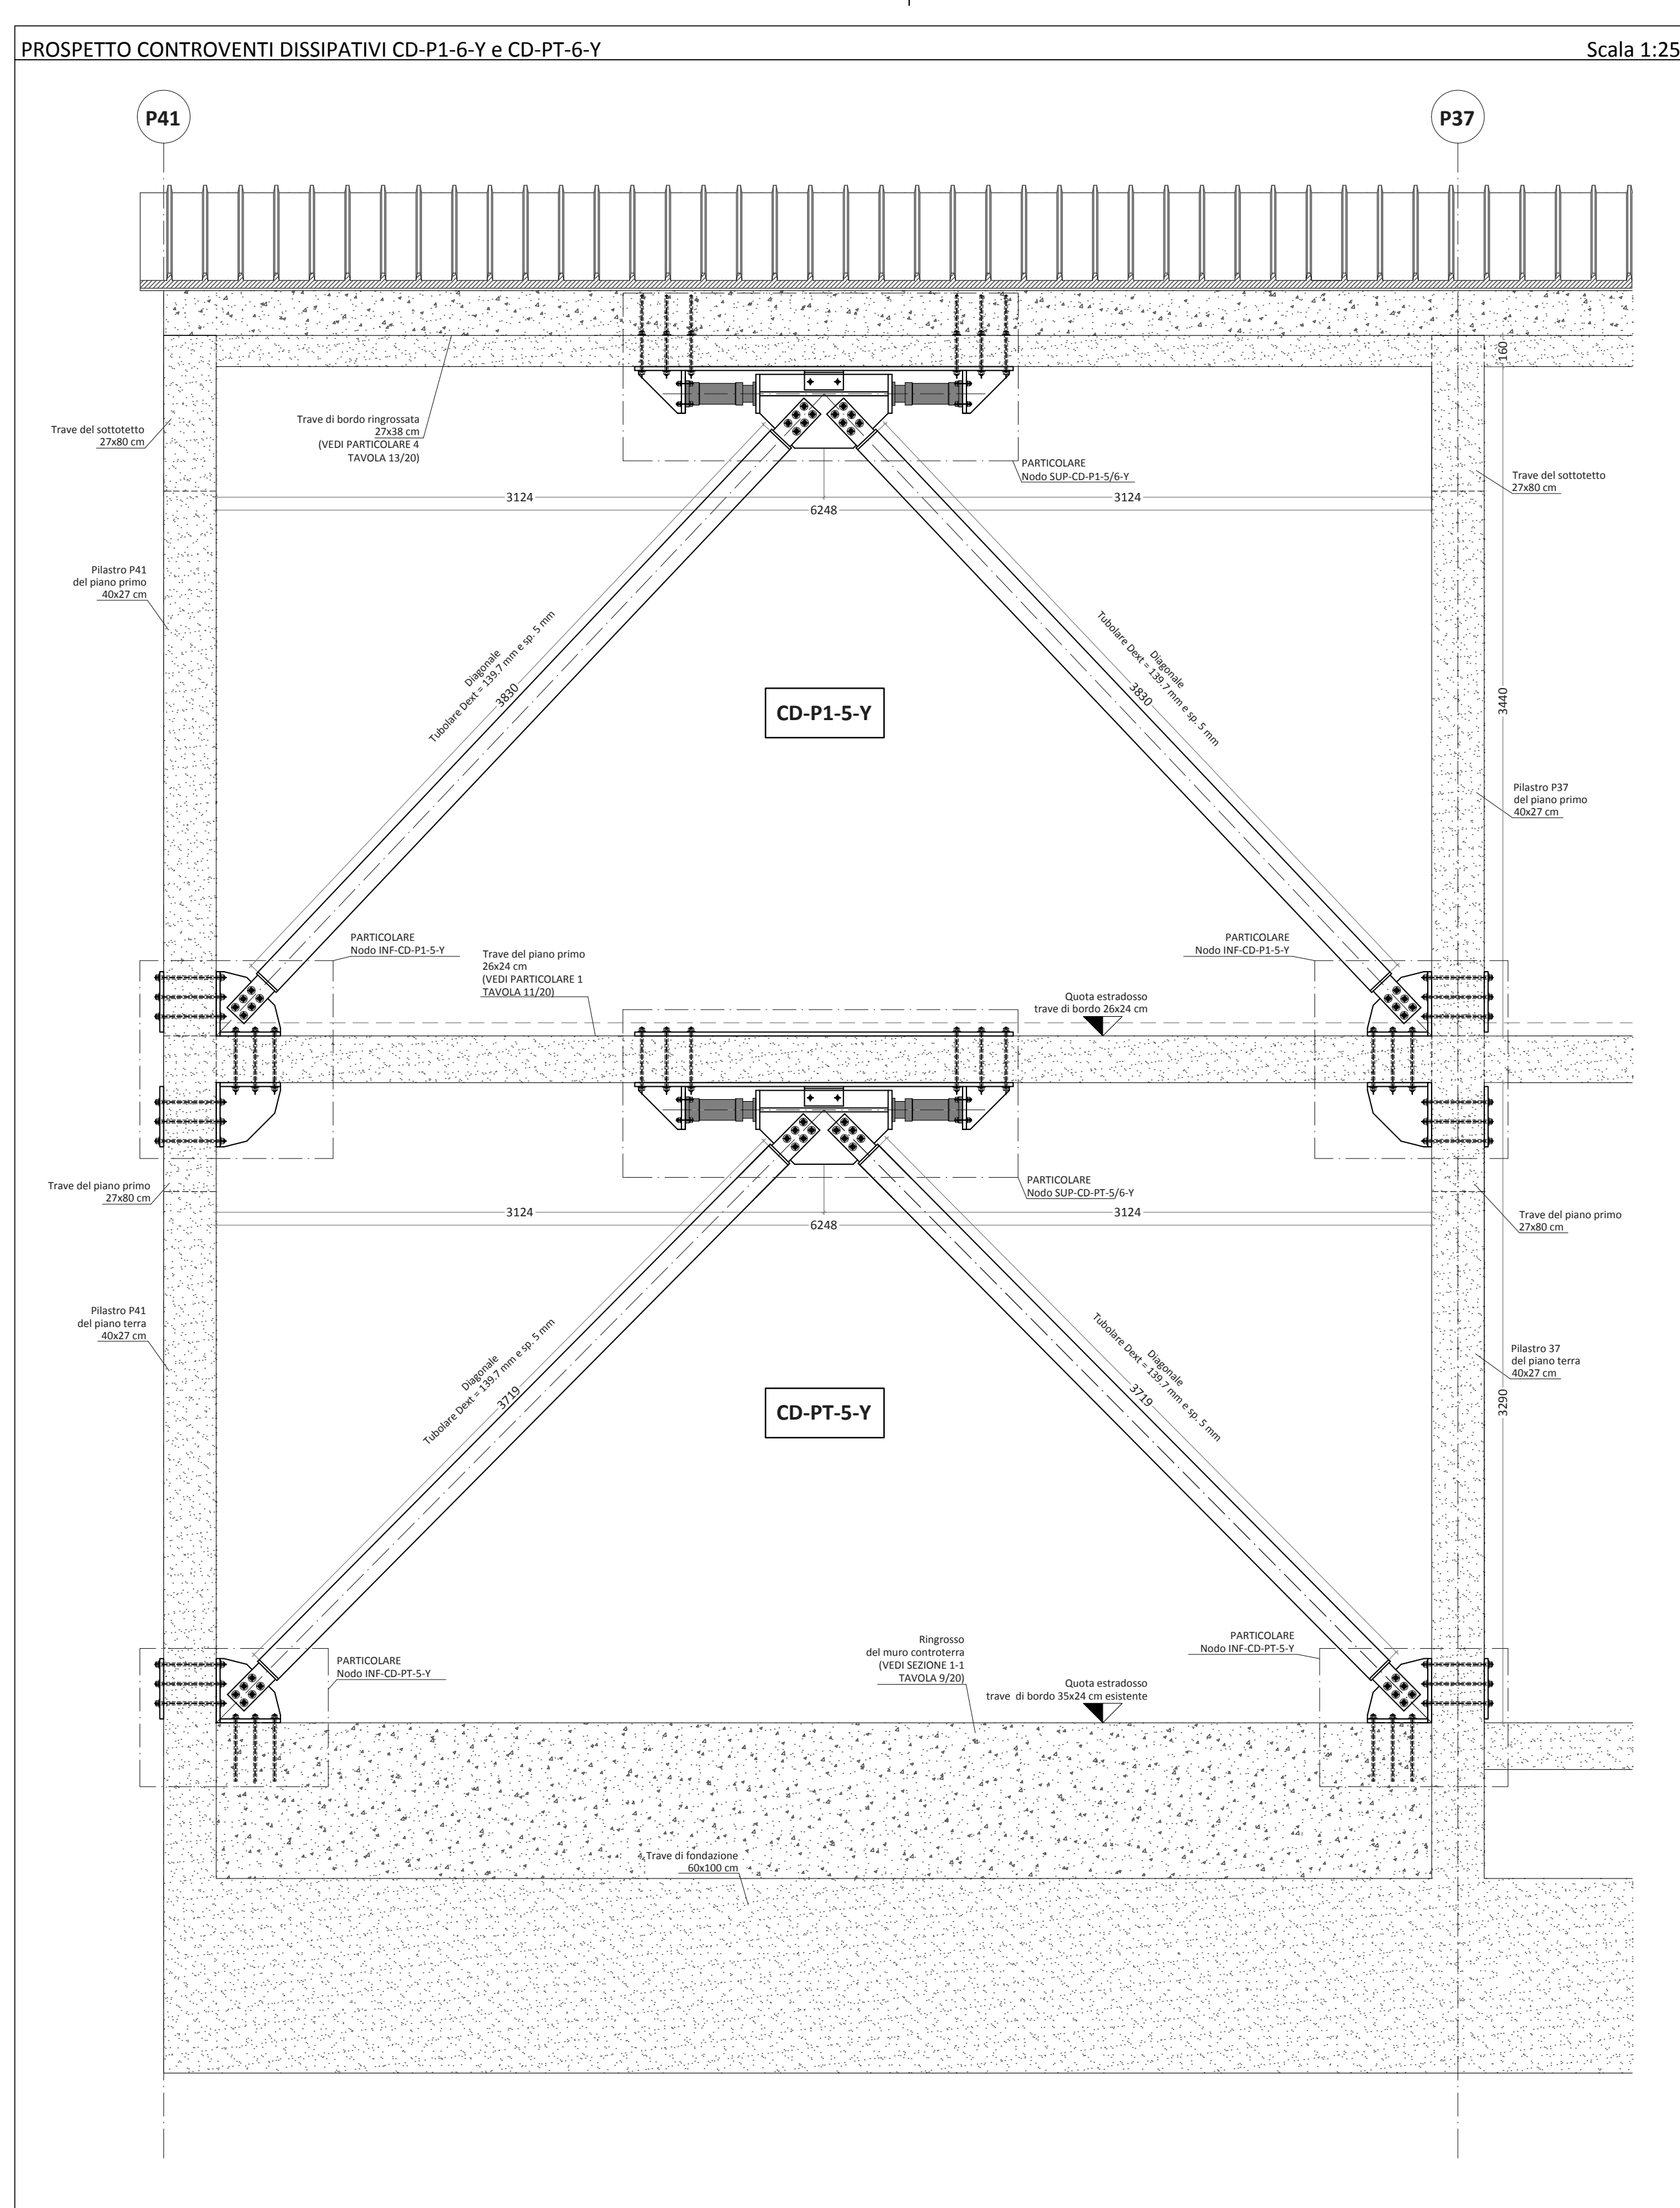 PROSPETTO CONTROVENTI DISSIPATIVI CD-P1-6-Y e CD-PT-6-Y
Scala 1:25
P41
P37
160
Trave del sottotetto
27x80 cm
Trave di bordo ringrossata
27x38 cm
(VEDI PARTICOLARE 4
TAVOLA 13/20)
PARTICOLARE
Nodo SUP-CD-P1-5/6-Y
Trave del sottotetto
27x80 cm
3124
3124
6248
Pilastro P41
del piano primo
40x27 cm
Diagonale
Tubolare Dext = 139.7 mm e sp. 5 mm
3830
Diagonale
Tubolare Dext = 139.7 mm e sp. 5 mm
3830
CD-P1-5-Y
3440
Pilastro P37
del piano primo
40x27 cm
PARTICOLARE
Nodo INF-CD-P1-5-Y
Trave del piano primo
26x24 cm
(VEDI PARTICOLARE 1
TAVOLA 11/20)
PARTICOLARE
Nodo INF-CD-P1-5-Y
Quota estradosso
trave di bordo 26x24 cm
Trave del piano primo
27x80 cm
PARTICOLARE
Nodo SUP-CD-PT-5/6-Y
Trave del piano primo
27x80 cm
3124
3124
6248
Pilastro P41
del piano terra
40x27 cm
Diagonale
Tubolare Dext = 139.7 mm e sp. 5 mm
3719
Diagonale
Tubolare Dext = 139.7 mm e sp. 5 mm
3719
CD-PT-5-Y
Pilastro 37
del piano terra
40x27 cm
3290
PARTICOLARE
Nodo INF-CD-PT-5-Y
Ringrosso
del muro controterra
(VEDI SEZIONE 1-1
TAVOLA 9/20)
Quota estradosso
trave di bordo 35x24 cm esistente
PARTICOLARE
Nodo INF-CD-PT-5-Y
Trave di fondazione
60x100 cm